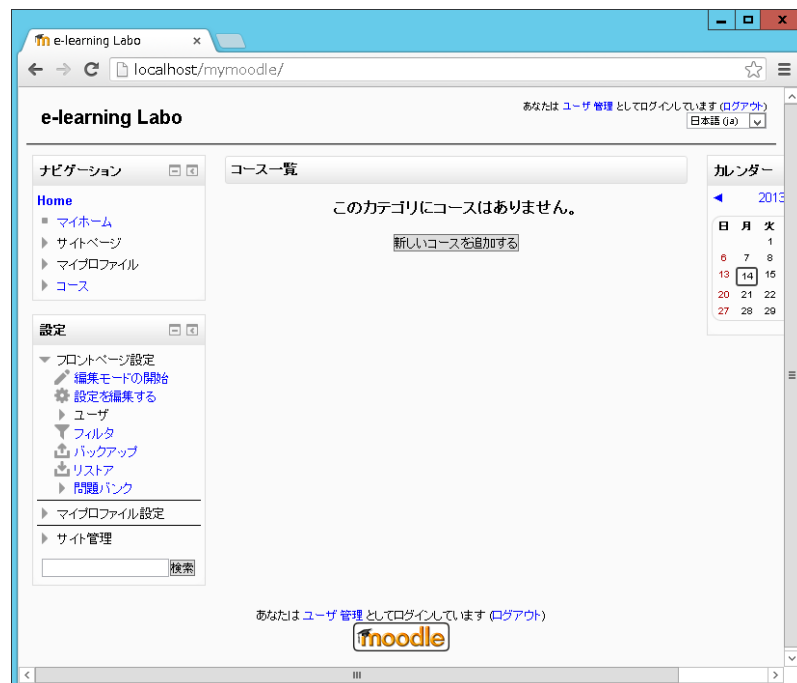 e-learning Labo
localhost/mymoodle/
e-learning Labo
あなたは ユーザ 管理 としてログインしています (ログアウト)
日本語 (ja)
ナビゲーション
Home
マイホーム
サイトページ
マイプロファイル
コース
設定
フロントページ設定
編集モードの開始
設定を編集する
ユーザ
フィルタ
バックアップ
リストア
問題バンク
マイプロファイル設定
サイト管理
検索
コース一覧
このカテゴリにコースはありません。
新しいコースを追加する
カレンダー
◄ 2013
日 月 火
1
6 7 8
13 14 15
20 21 22
27 28 29
あなたは ユーザ 管理 としてログインしています (ログアウト)
moodle